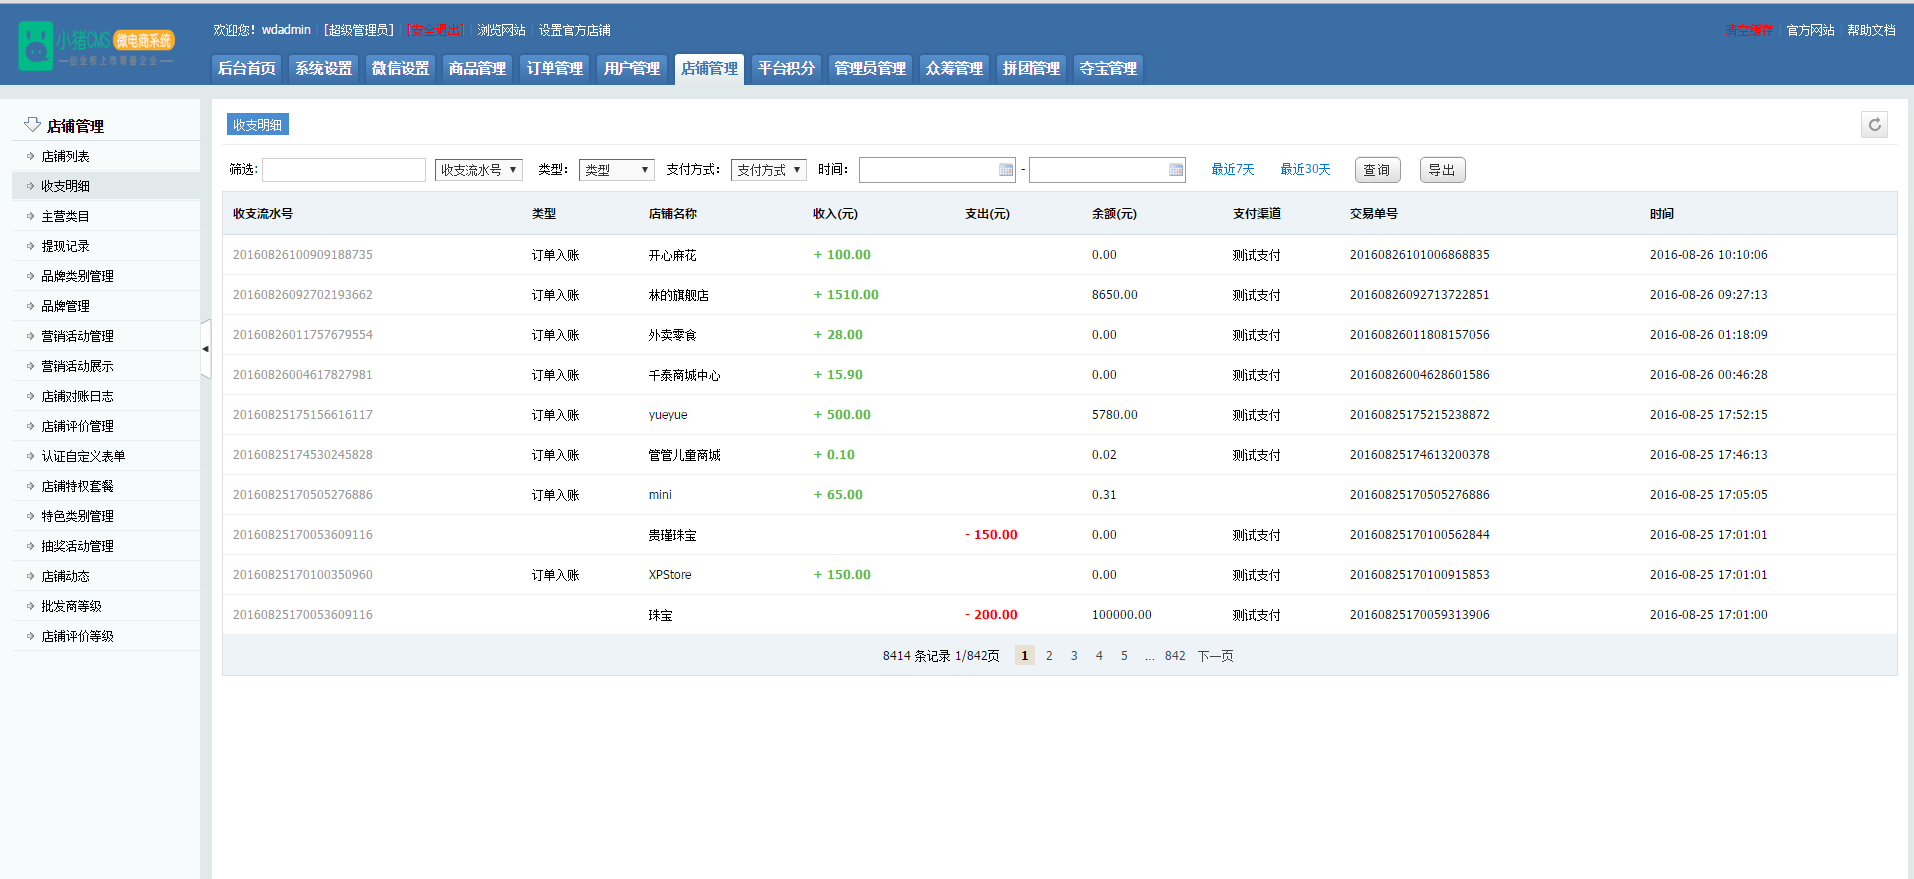 小猪CMS 微电商系统
—创业板上市筹备企业—
欢迎您! wdadmin [超级管理员] [安全退出] 浏览网站 设置官方店铺
清空缓存 官方网站 帮助文档
后台首页 系统设置 微信设置 商品管理 订单管理 用户管理 店铺管理 平台积分 管理员管理 众筹管理 拼团管理 夺宝管理
店铺管理
店铺列表
收支明细
主营类目
提现记录
品牌类别管理
品牌管理
营销活动管理
营销活动展示
店铺对账日志
店铺评价管理
认证自定义表单
店铺特权套餐
特色类别管理
抽奖活动管理
店铺动态
批发商等级
店铺评价等级
收支明细
筛选: 收支流水号 类型: 类型 支付方式: 支付方式 时间: - 最近7天 最近30天 查询 导出
收支流水号 类型 店铺名称 收入(元) 支出(元) 余额(元) 支付渠道 交易单号 时间
20160826100909188735 订单入账 开心麻花 + 100.00 0.00 测试支付 20160826101006868835 2016-08-26 10:10:06
20160826092702193662 订单入账 林的旗舰店 + 1510.00 8650.00 测试支付 20160826092713722851 2016-08-26 09:27:13
20160826011757679554 订单入账 外卖零食 + 28.00 0.00 测试支付 20160826011808157056 2016-08-26 01:18:09
20160826004617827981 订单入账 千泰商城中心 + 15.90 0.00 测试支付 20160826004628601586 2016-08-26 00:46:28
20160825175156616117 订单入账 yueyue + 500.00 5780.00 测试支付 20160825175215238872 2016-08-25 17:52:15
20160825174530245828 订单入账 管管儿童商城 + 0.10 0.02 测试支付 20160825174613200378 2016-08-25 17:46:13
20160825170505276886 订单入账 mini + 65.00 0.31 20160825170505276886 2016-08-25 17:05:05
20160825170053609116 贵瑾珠宝 - 150.00 0.00 测试支付 20160825170100562844 2016-08-25 17:01:01
20160825170100350960 订单入账 XPStore + 150.00 0.00 测试支付 20160825170100915853 2016-08-25 17:01:01
20160825170053609116 珠宝 - 200.00 100000.00 测试支付 20160825170059313906 2016-08-25 17:01:00
8414 条记录 1/842页 1 2 3 4 5 ... 842 下一页